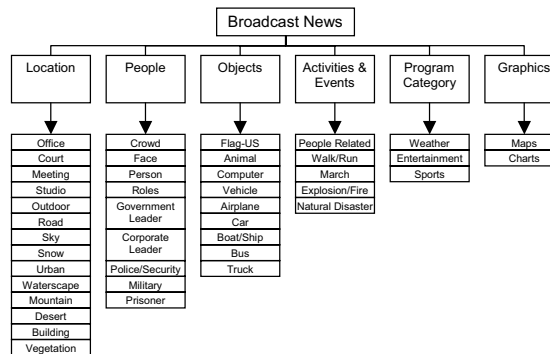 Broadcast News
Location
People
Objects
Activities &
Events
Program
Category
Graphics
Office
Court
Meeting
Studio
Outdoor
Road
Sky
Snow
Urban
Waterscape
Mountain
Desert
Building
Vegetation
Crowd
Face
Person
Roles
Government
Leader
Corporate
Leader
Police/Security
Military
Prisoner
Flag-US
Animal
Computer
Vehicle
Airplane
Car
Boat/Ship
Bus
Truck
People Related
Walk/Run
March
Explosion/Fire
Natural Disaster
Weather
Entertainment
Sports
Maps
Charts